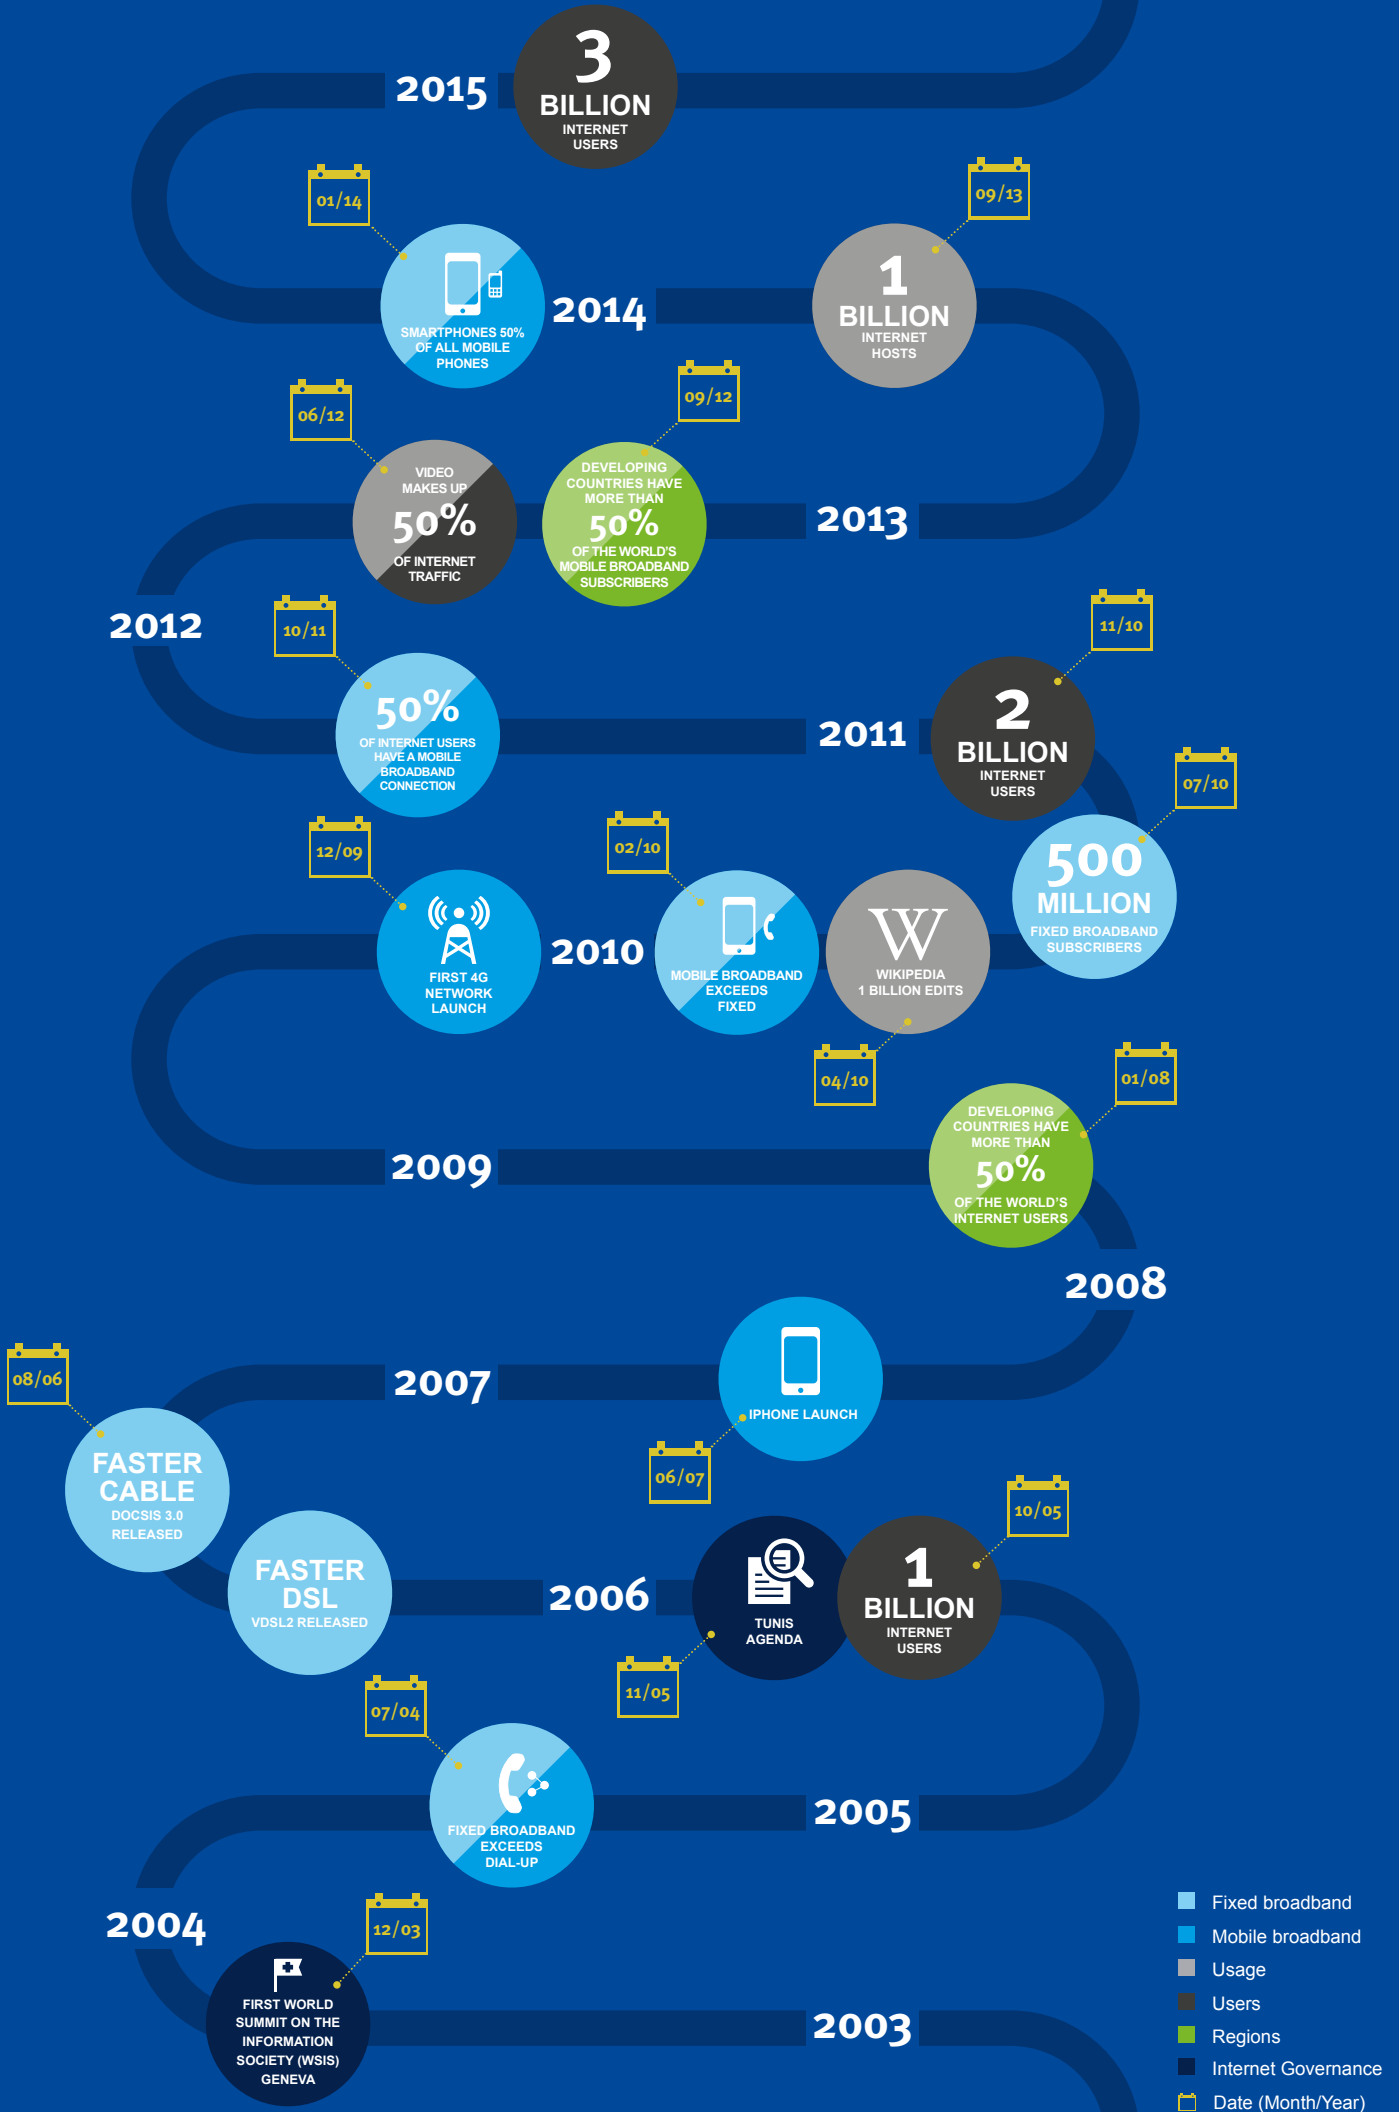 2015
3
BILLION
INTERNET
USERS
01/14
09/13
SMARTPHONES 50%
OF ALL MOBILE
PHONES
2014
1
BILLION
INTERNET
HOSTS
06/12
09/12
VIDEO
MAKES UP
50%
OF INTERNET
TRAFFIC
DEVELOPING
COUNTRIES HAVE
MORE THAN
50%
OF THE WORLD'S
MOBILE BROADBAND
SUBSCRIBERS
2013
2012
10/11
11/10
50%
OF INTERNET USERS
HAVE A MOBILE
BROADBAND
CONNECTION
2011
2
BILLION
INTERNET
USERS
07/10
12/09
02/10
500
MILLION
FIXED BROADBAND
SUBSCRIBERS
FIRST 4G
NETWORK
LAUNCH
2010
MOBILE BROADBAND
EXCEEDS
FIXED
W
WIKIPEDIA
1 BILLION EDITS
04/10
01/08
2009
DEVELOPING
COUNTRIES HAVE
MORE THAN
50%
OF THE WORLD'S
INTERNET USERS
2008
08/06
2007
IPHONE LAUNCH
06/07
FASTER
CABLE
DOCSIS 3.0
RELEASED
10/05
FASTER
DSL
VDSL2 RELEASED
2006
TUNIS
AGENDA
1
BILLION
INTERNET
USERS
11/05
07/04
FIXED BROADBAND
EXCEEDS
DIAL-UP
2005
2004
12/03
FIRST WORLD
SUMMIT ON THE
INFORMATION
SOCIETY (WSIS)
GENEVA
2003
Fixed broadband
Mobile broadband
Usage
Users
Regions
Internet Governance
Date (Month/Year)